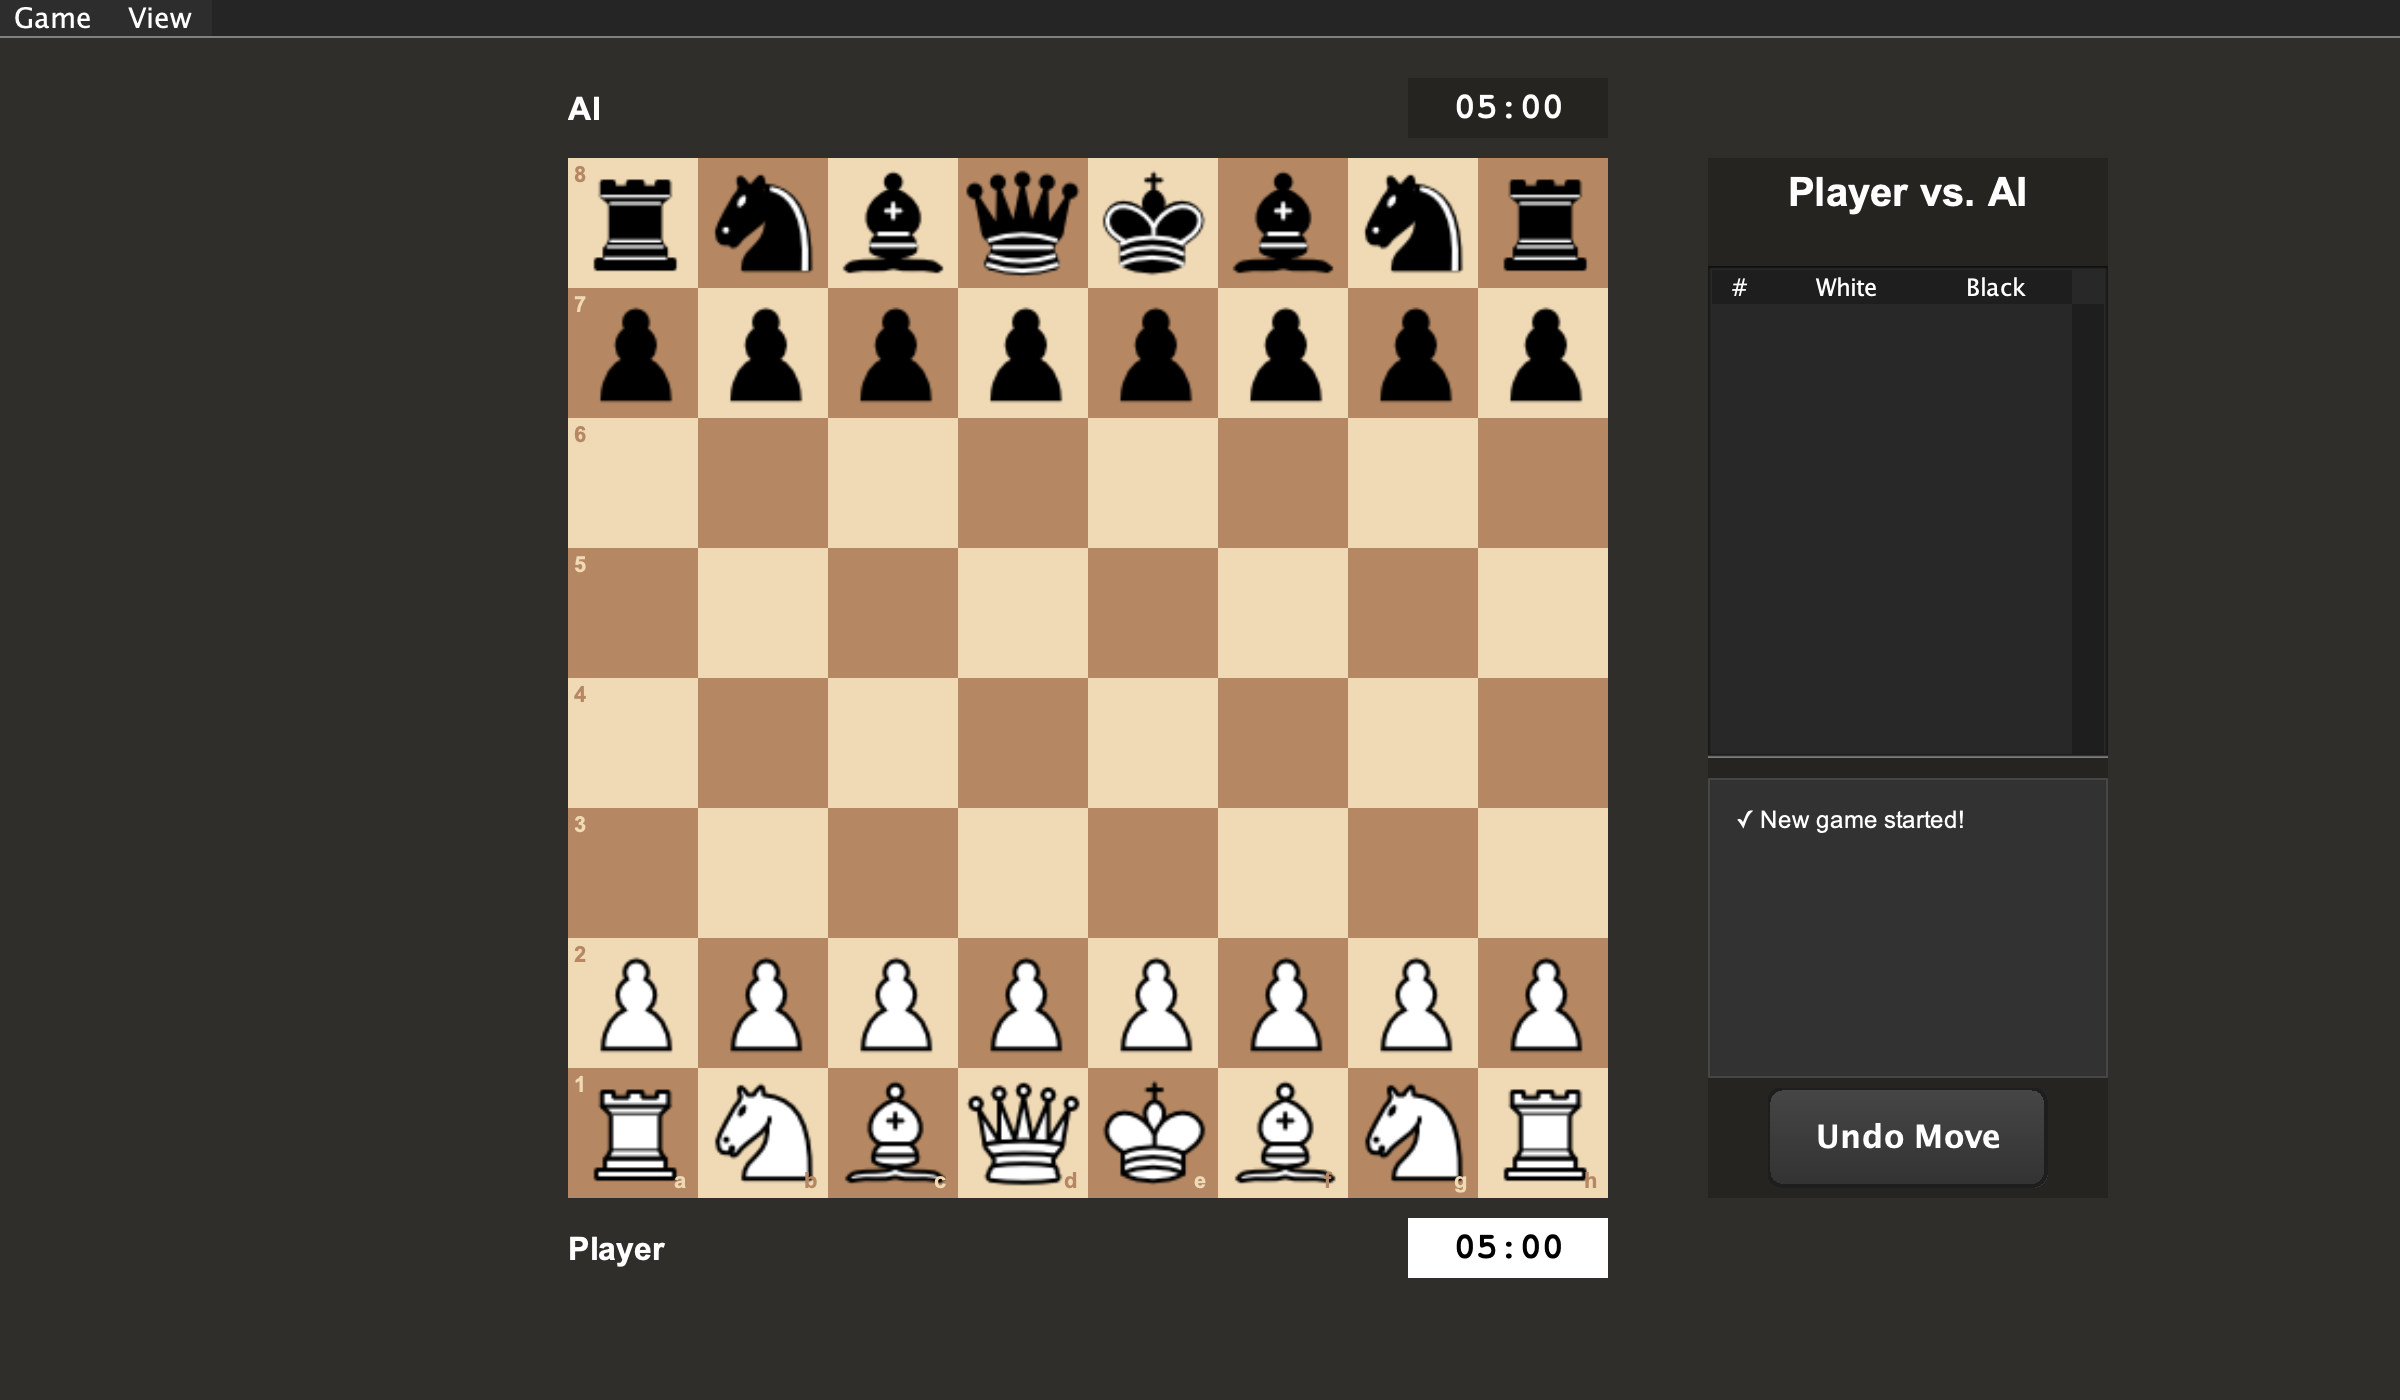 Game View
AI 05:00
Player vs. AI
# White Black
8
7
6
5
4
3
2
1
a b c d e f g h
✓ New game started!
Undo Move
Player 05:00